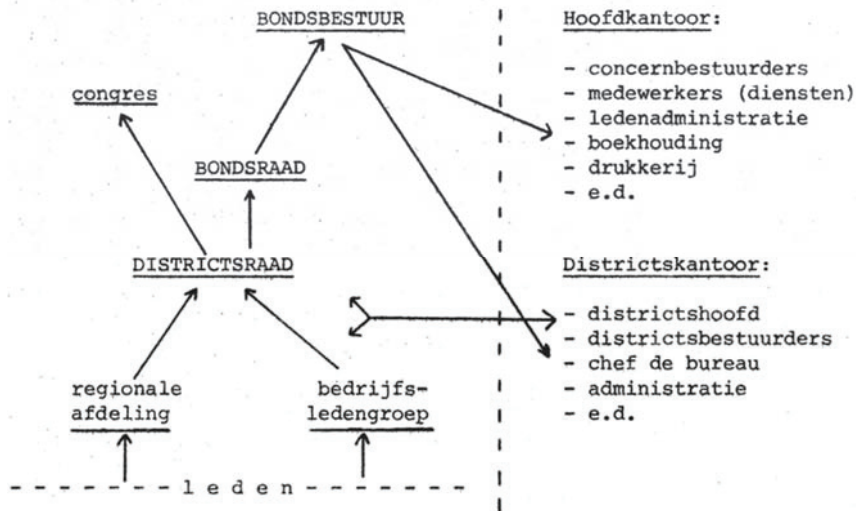 BONDSBESTUUR
congres
BONDSRAAD
DISTRICTSRAAD
regionale
afdeling
bedrijfs-
ledengroep
- - - - - - - - l e d e n - - - - - - - -
Hoofdkantoor:
- concernbestuurders
- medewerkers (diensten)
- ledenadministratie
- boekhouding
- drukkerij
- e.d.
Districtskantoor:
- districtshoofd
- districtsbestuurders
- chef de bureau
- administratie
- e.d.